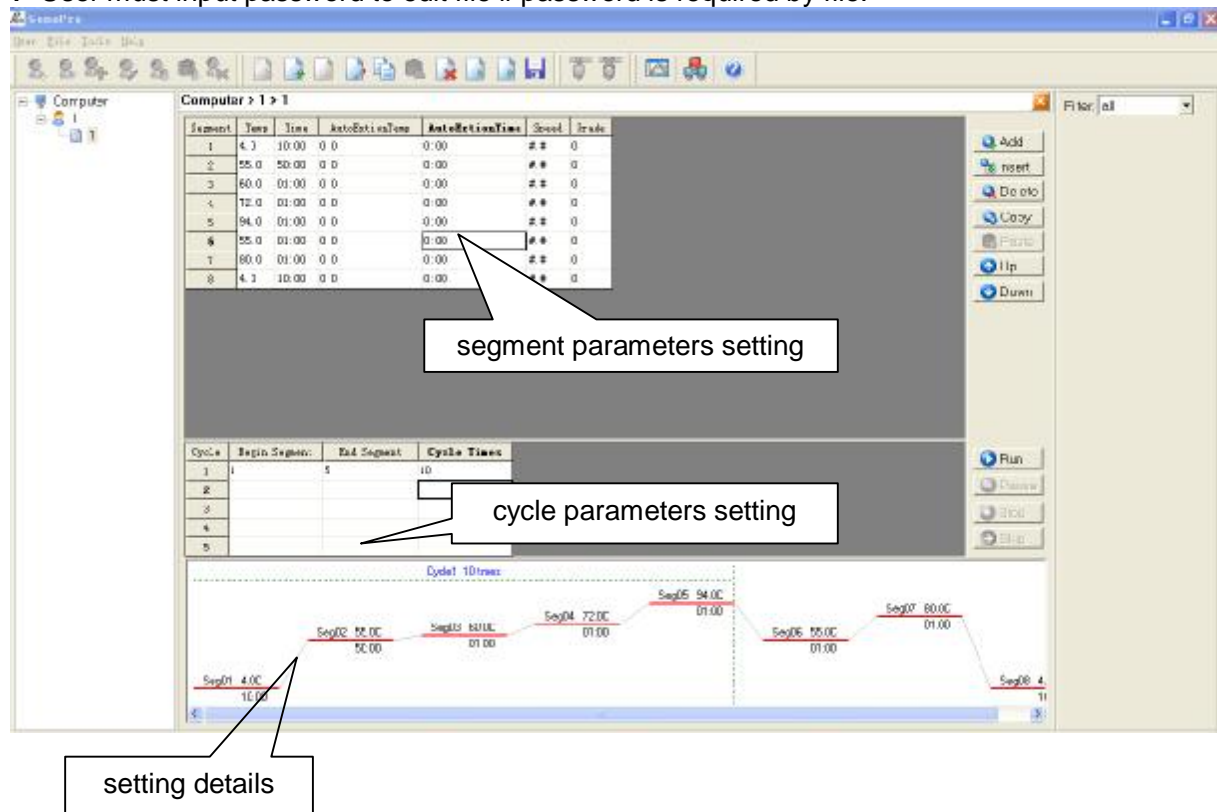 User must input password to edit file if password is required by file.
User File Tools Help
Computer > 1 > 1
Filter: all
Computer
1
1
Segment Temp Time AutoExtionTemp AutoExtionTime Speed Grade
1 4.0 10:00 0.0 0:00 #.# 0
2 55.0 50:00 0.0 0:00 #.# 0
3 60.0 01:00 0.0 0:00 #.# 0
4 72.0 01:00 0.0 0:00 #.# 0
5 94.0 01:00 0.0 0:00 #.# 0
6 55.0 01:00 0.0 0:00 #.# 0
7 80.0 01:00 0.0 0:00 #.# 0
8 4.0 10:00 0.0 0:00 #.# 0
Add
Insert
Delete
Copy
Paste
Up
Down
segment parameters setting
Cycle Begin Segment End Segment Cycle Times
1 1 5 10
2
3
4
5
Run
Pause
Stop
Skip
cycle parameters setting
Cycle1 10times
Seg01 4.0C
10:00
Seg02 55.0C
50:00
Seg03 60.0C
01:00
Seg04 72.0C
01:00
Seg05 94.0C
01:00
Seg06 55.0C
01:00
Seg07 80.0C
01:00
Seg08 4.
1
setting details